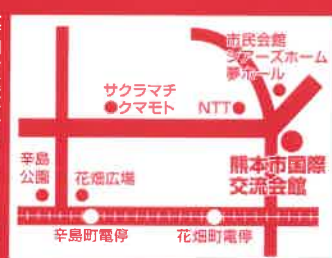 市民会館
シアーズホーム
夢ホール
サクラマチ
クマモト
NTT
熊本市国際
交流会館
辛島
公園
花畑広場
辛島町電停
花畑町電停